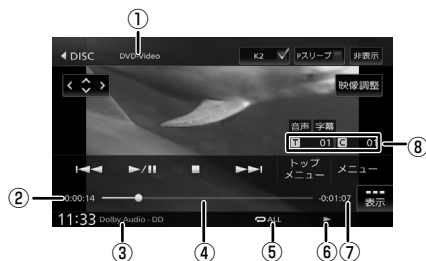 ①
◀ DISC DVD-Video K2 Pスリープ 非表示
映像調整
音声 字幕
T 01 C 01 ⑧
トップメニュー メニュー
② 0:00:14 -0:01:07 表示
11:33 Dolby Audio - DD ALL
③ ④ ⑤ ⑥ ⑦